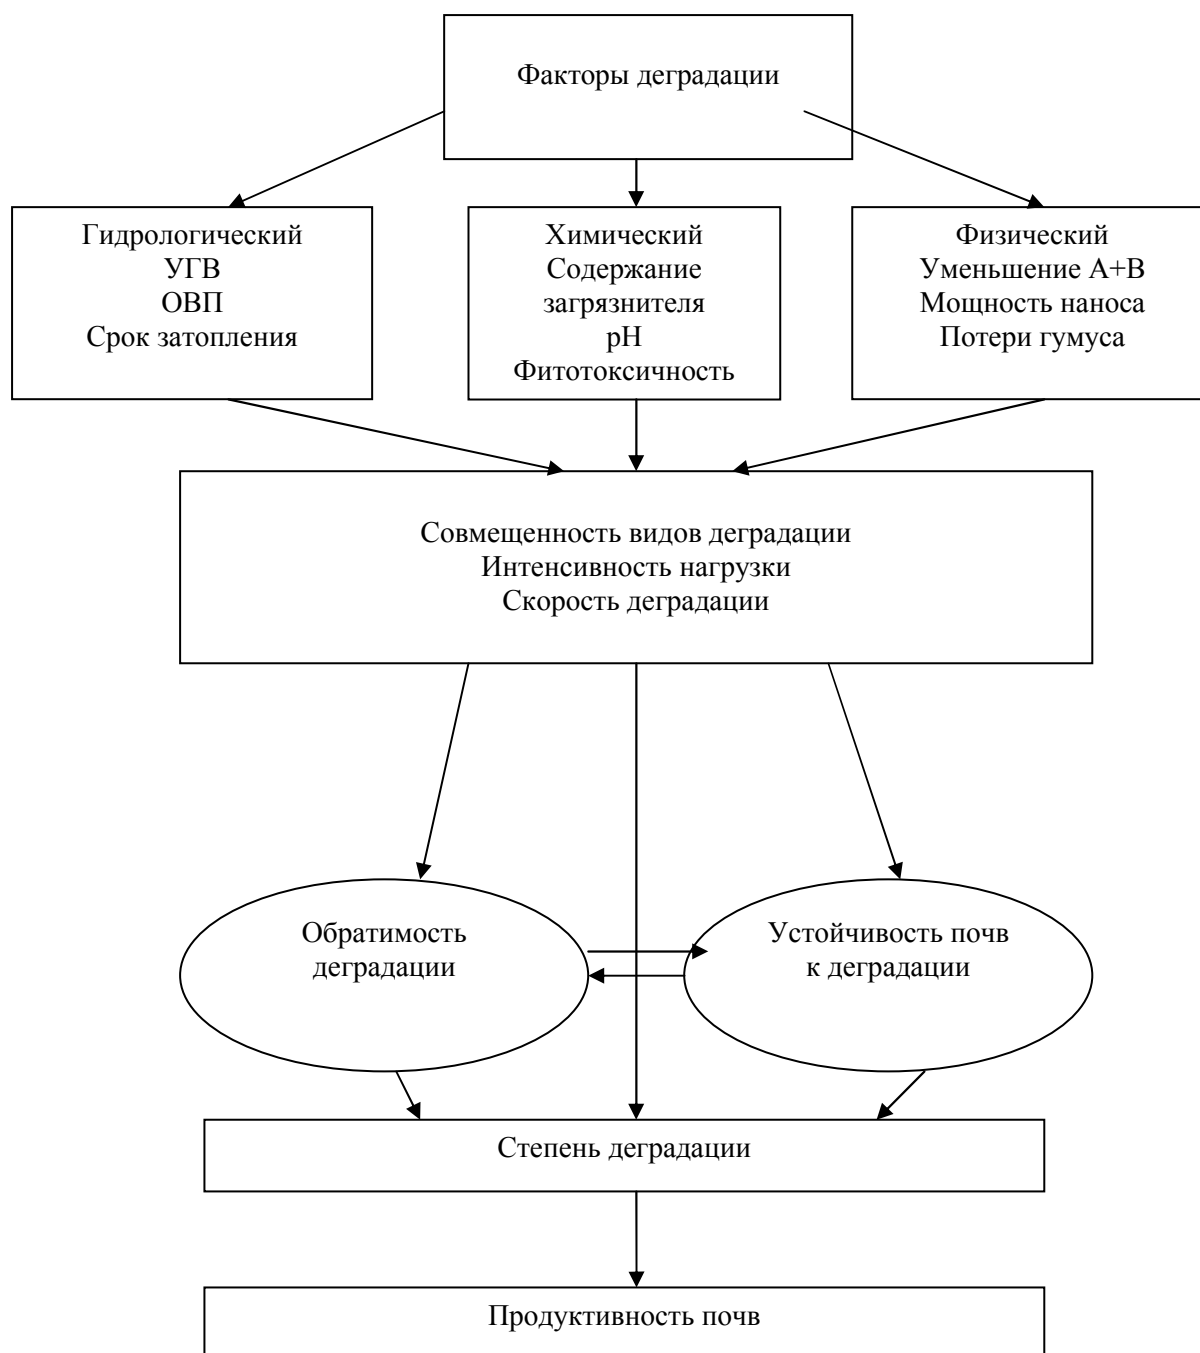 Факторы деградации
Гидрологический
УГВ
ОВП
Срок затопления
Химический
Содержание
загрязнителя
pH
Фитотоксичность
Физический
Уменьшение А+В
Мощность наноса
Потери гумуса
Совмещенность видов деградации
Интенсивность нагрузки
Скорость деградации
Обратимость
деградации
Устойчивость почв
к деградации
Степень деградации
Продуктивность почв